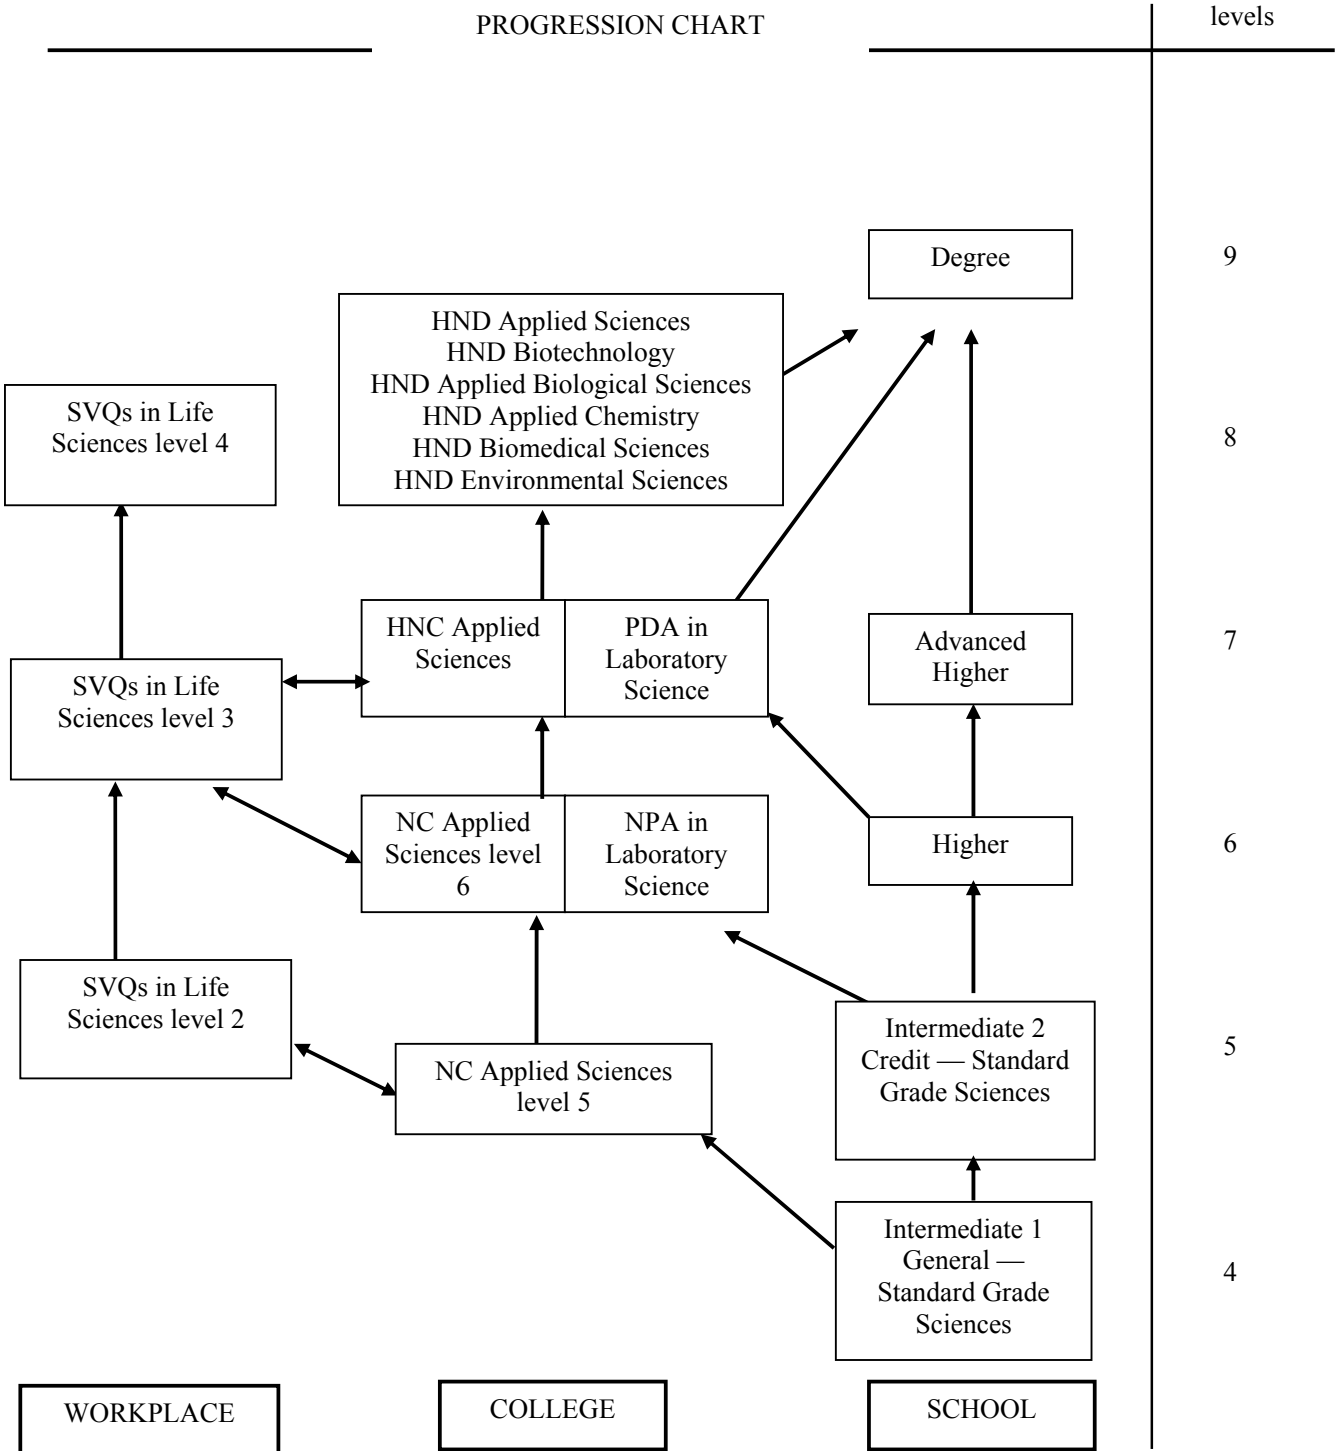 PROGRESSION CHART
levels
Degree
9
HND Applied Sciences
HND Biotechnology
HND Applied Biological Sciences
HND Applied Chemistry
HND Biomedical Sciences
HND Environmental Sciences
SVQs in Life
Sciences level 4
8
HNC Applied
Sciences
PDA in
Laboratory
Science
Advanced
Higher
7
SVQs in Life
Sciences level 3
NC Applied
Sciences level
6
NPA in
Laboratory
Science
Higher
6
SVQs in Life
Sciences level 2
NC Applied Sciences
level 5
Intermediate 2
Credit — Standard
Grade Sciences
5
Intermediate 1
General —
Standard Grade
Sciences
4
WORKPLACE
COLLEGE
SCHOOL